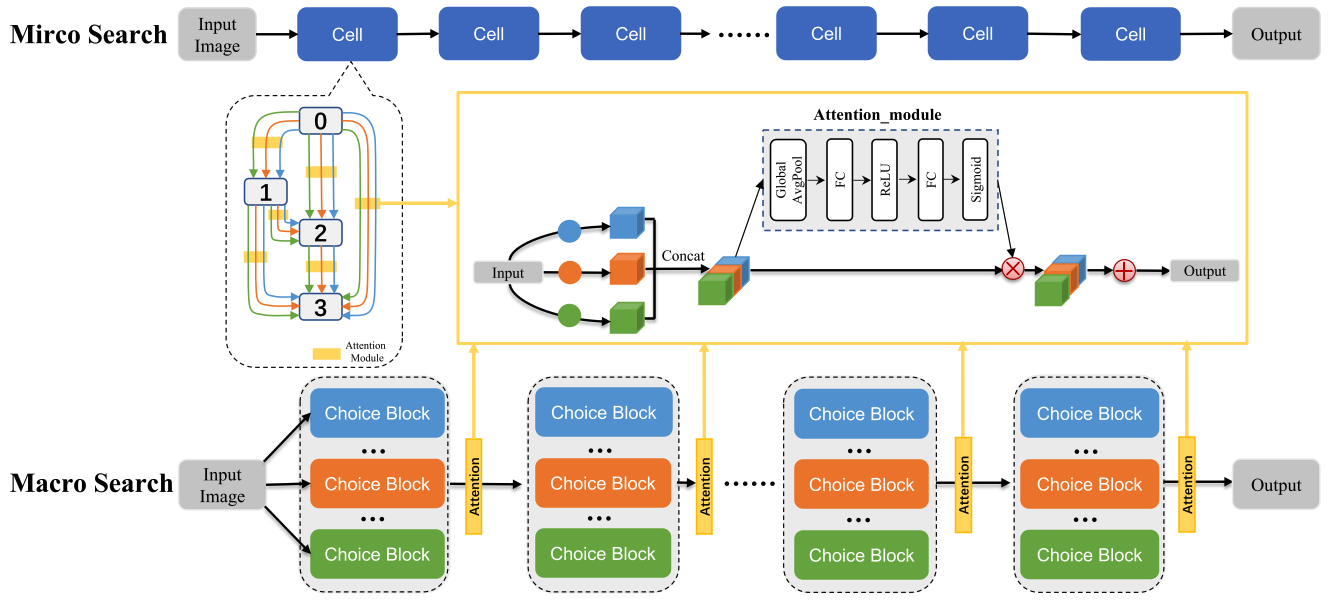 Mirco Search
Input
Image
Cell
Cell
Cell
......
Cell
Cell
Cell
Output
0
1
2
3
Attention
Module
Attention_module
Global
AvgPool
FC
ReLU
FC
Sigmoid
Input
Concat
Output
Macro Search
Input
Image
Choice Block
...
Choice Block
...
Choice Block
Attention
Choice Block
...
Choice Block
...
Choice Block
Attention
......
Choice Block
...
Choice Block
...
Choice Block
Attention
Choice Block
...
Choice Block
...
Choice Block
Attention
Output